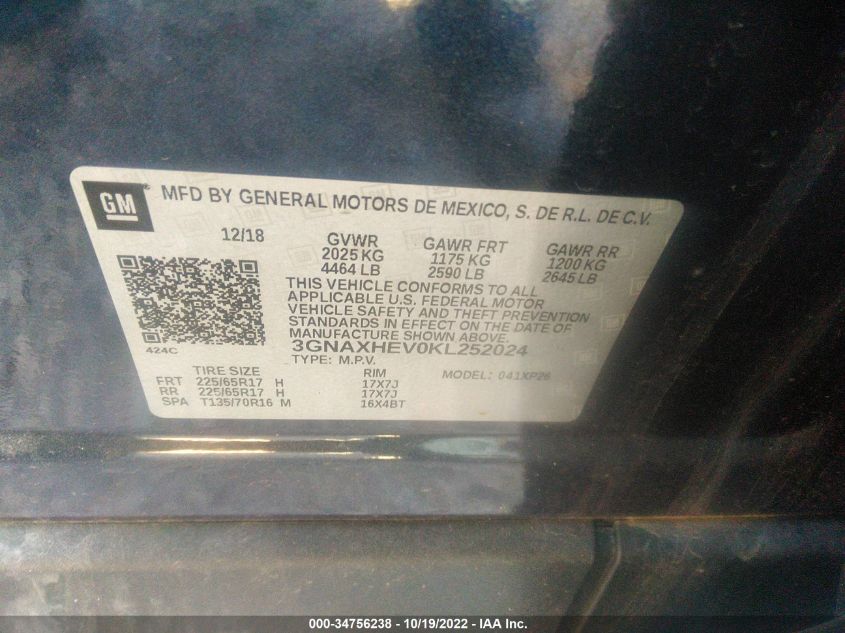 GM ® MFD BY GENERAL MOTORS DE MEXICO, S. DE R.L. DE C.V.
12/18 GVWR GAWR FRT GAWR RR
2025 KG 1175 KG 1200 KG
4464 LB 2590 LB 2645 LB
THIS VEHICLE CONFORMS TO ALL
APPLICABLE U.S. FEDERAL MOTOR
VEHICLE SAFETY AND THEFT PREVENTION
STANDARDS IN EFFECT ON THE DATE OF
MANUFACTURE SHOWN ABOVE.
424C 3GNAXHEV0KL252024
TYPE: M.P.V. MODEL: 041XP26
TIRE SIZE RIM
FRT 225/65R17 H 17X7J
RR 225/65R17 H 17X7J
SPA T135/70R16 M 16X4BT
000-34756238 - 10/19/2022 - IAA Inc.